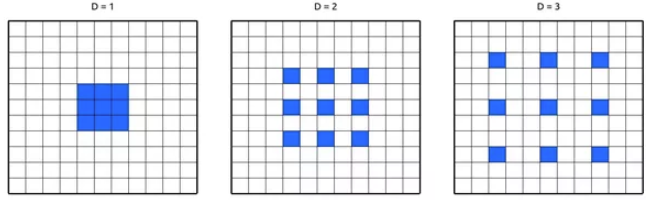 D = 1
D = 2
D = 3